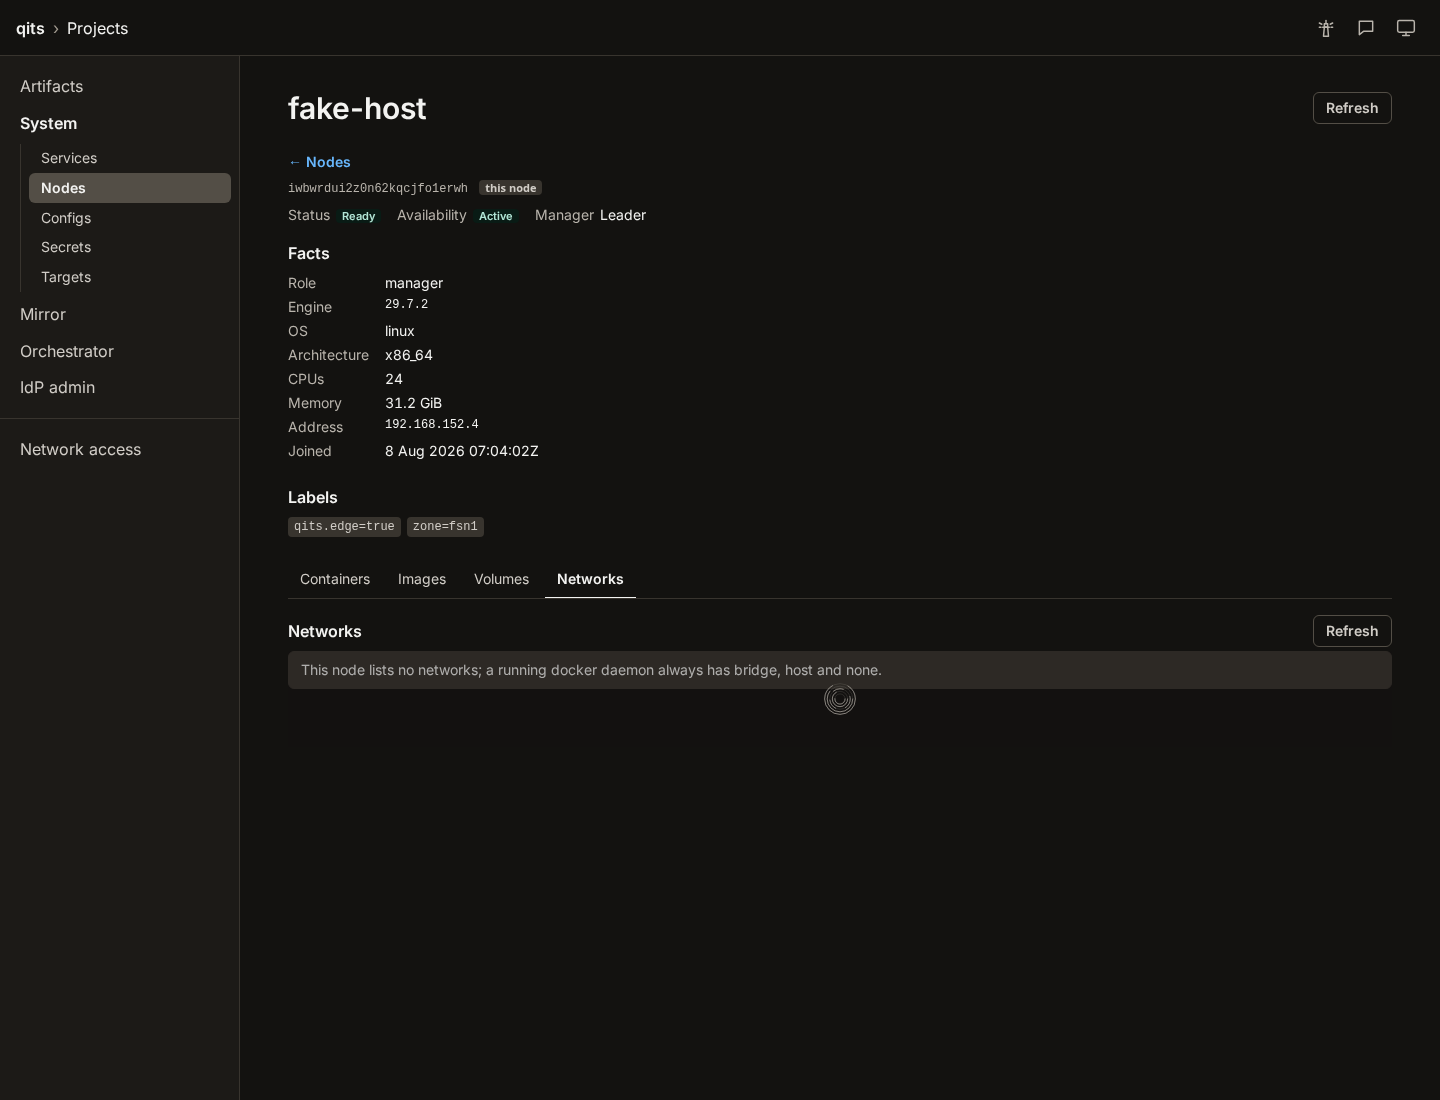 qits › Projects
Artifacts
System
Services
Nodes
Configs
Secrets
Targets
Mirror
Orchestrator
IdP admin
Network access
fake-host
Refresh
← Nodes
iwbwrdui2z0n62kqcjfo1erwh this node
Status Ready Availability Active Manager Leader
Facts
Role manager
Engine 29.7.2
OS linux
Architecture x86_64
CPUs 24
Memory 31.2 GiB
Address 192.168.152.4
Joined 8 Aug 2026 07:04:02Z
Labels
qits.edge=true zone=fsn1
Containers Images Volumes Networks
Networks
Refresh
This node lists no networks; a running docker daemon always has bridge, host and none.